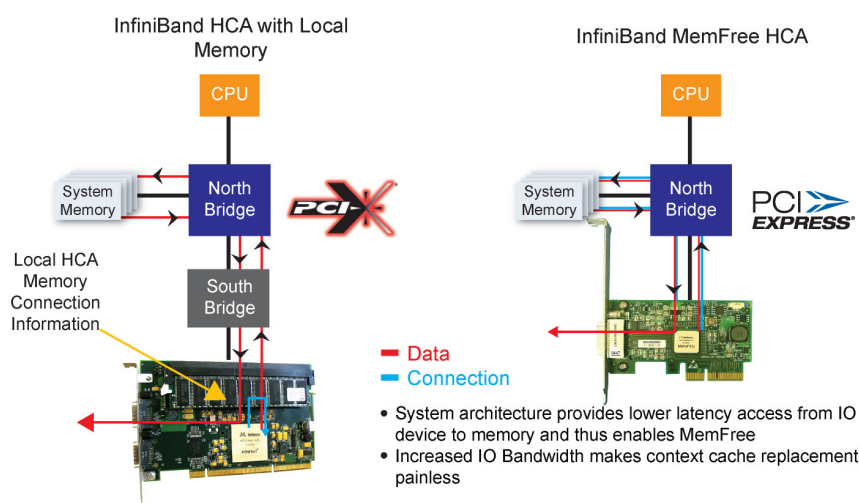 InfiniBand HCA with Local
Memory
InfiniBand MemFree HCA
CPU
CPU
System
Memory
North
Bridge
PCI-X
System
Memory
North
Bridge
PCI
EXPRESS®
Local HCA
Memory
Connection
Information
South
Bridge
Data
Connection
• System architecture provides lower latency access from IO
device to memory and thus enables MemFree
• Increased IO Bandwidth makes context cache replacement
painless